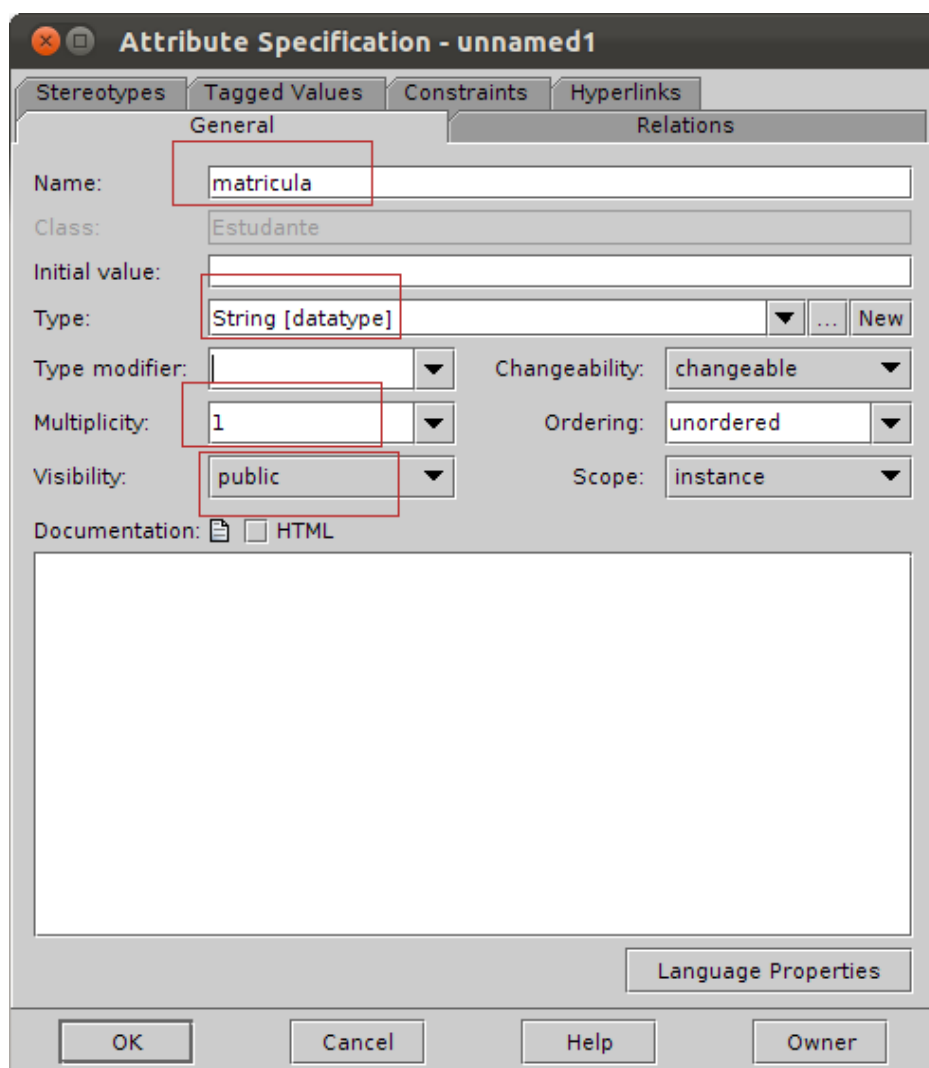 Attribute Specification - unnamed1
Stereotypes Tagged Values Constraints Hyperlinks
General Relations
Name: matricula
Class: Estudante
Initial value:
Type: String [datatype] ... New
Type modifier: Changeability: changeable
Multiplicity: 1 Ordering: unordered
Visibility: public Scope: instance
Documentation: HTML
Language Properties
OK Cancel Help Owner